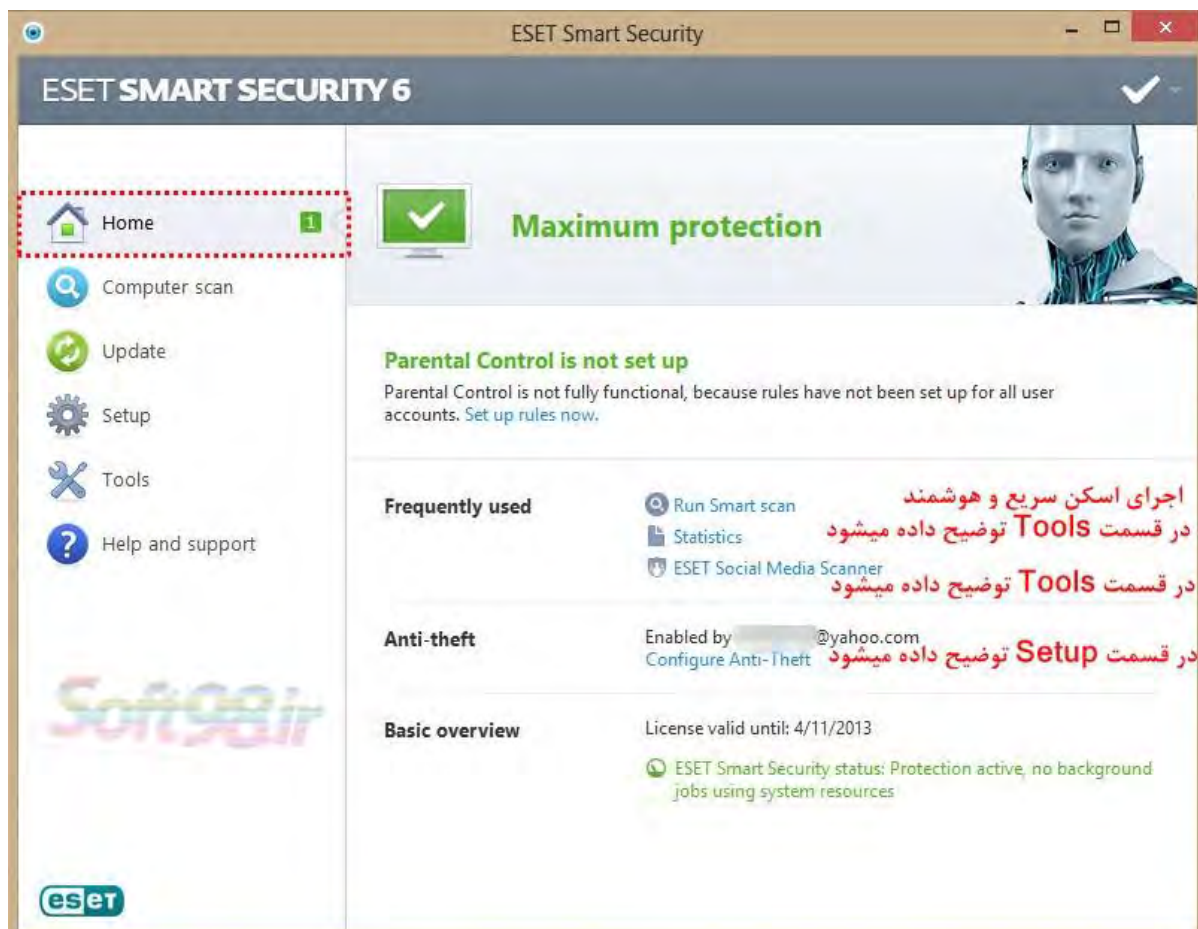 ESET Smart Security
ESET SMART SECURITY 6
Home 1
Computer scan
Update
Setup
Tools
Help and support
Maximum protection
Parental Control is not set up
Parental Control is not fully functional, because rules have not been set up for all user
accounts. Set up rules now.
Frequently used
Run Smart scan
اجرای اسکن سریع و هوشمند
Statistics
در قسمت Tools توضیح داده میشود
ESET Social Media Scanner
در قسمت Tools توضیح داده میشود
Anti-theft
Enabled by @yahoo.com
Configure Anti-Theft
در قسمت Setup توضیح داده میشود
Basic overview
License valid until: 4/11/2013
ESET Smart Security status: Protection active, no background
jobs using system resources
Soft98.ir
eset